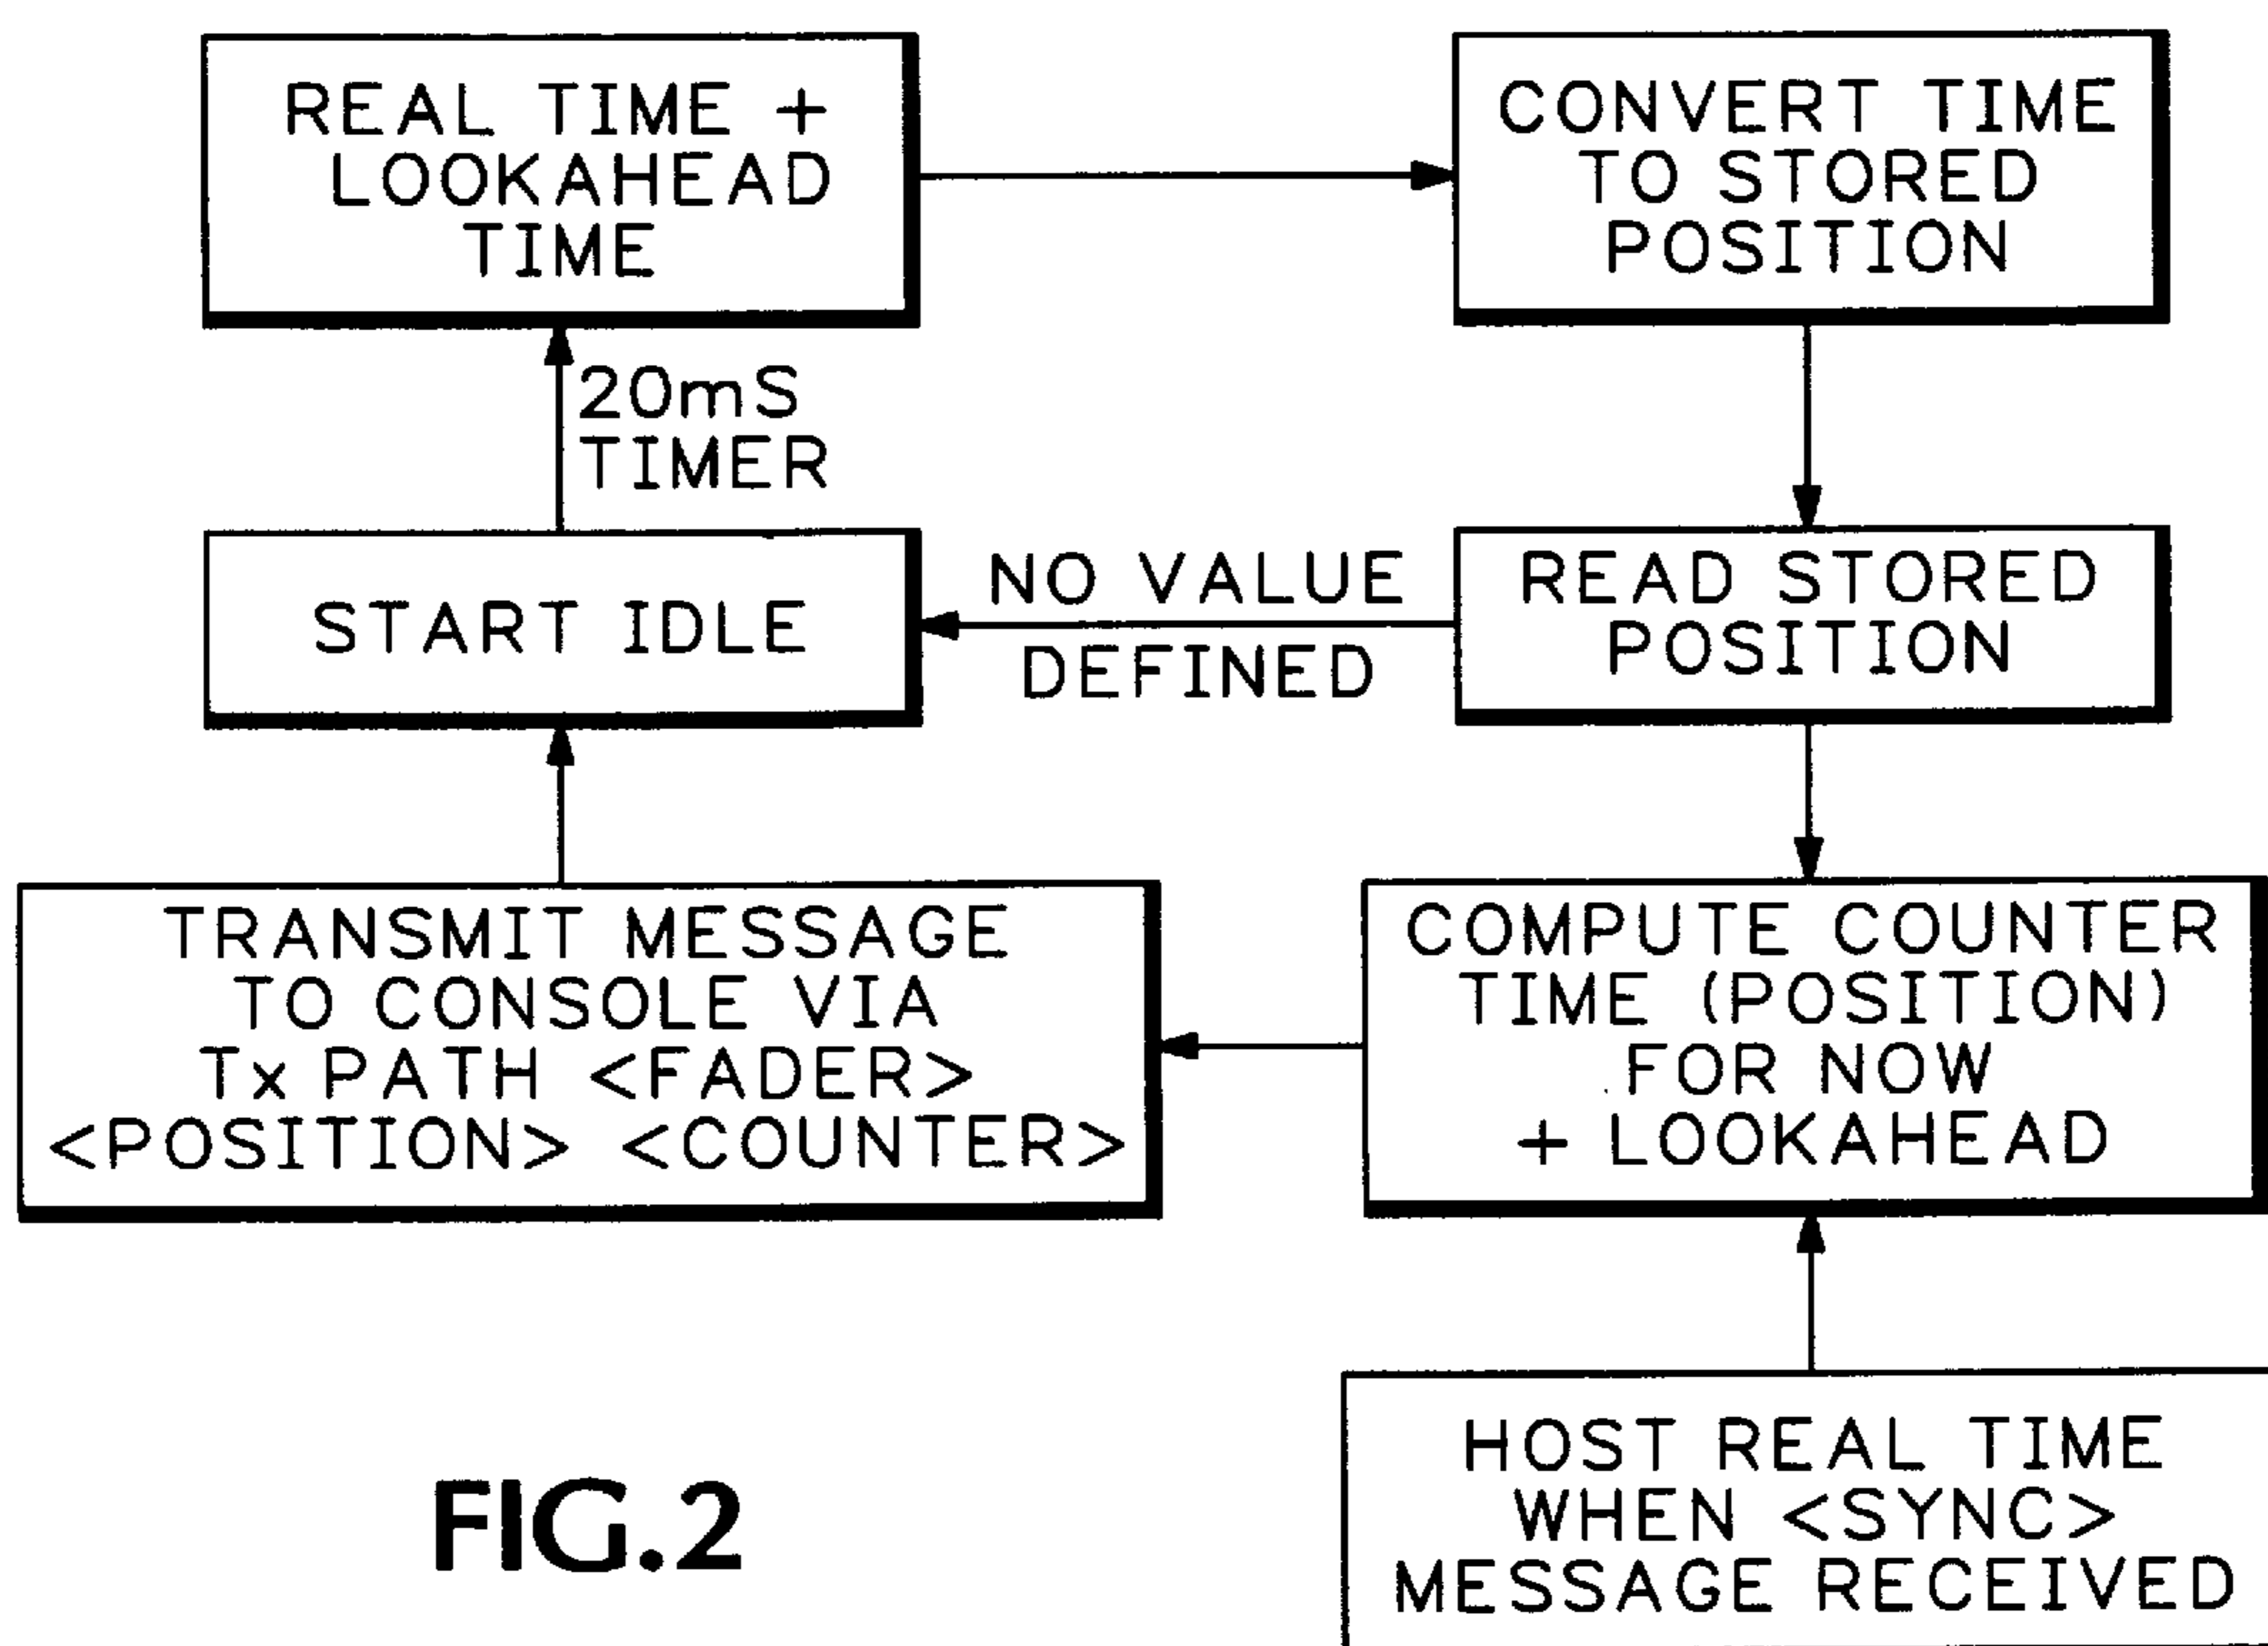 REAL TIME +
LOOKAHEAD
TIME
CONVERT TIME
TO STORED
POSITION
20mS
TIMER
START IDLE
NO VALUE
DEFINED
READ STORED
POSITION
TRANSMIT MESSAGE
TO CONSOLE VIA
Tx PATH <FADER>
<POSITION> <COUNTER>
COMPUTE COUNTER
TIME (POSITION)
FOR NOW
+ LOOKAHEAD
HOST REAL TIME
WHEN <SYNC>
MESSAGE RECEIVED
FIG.2